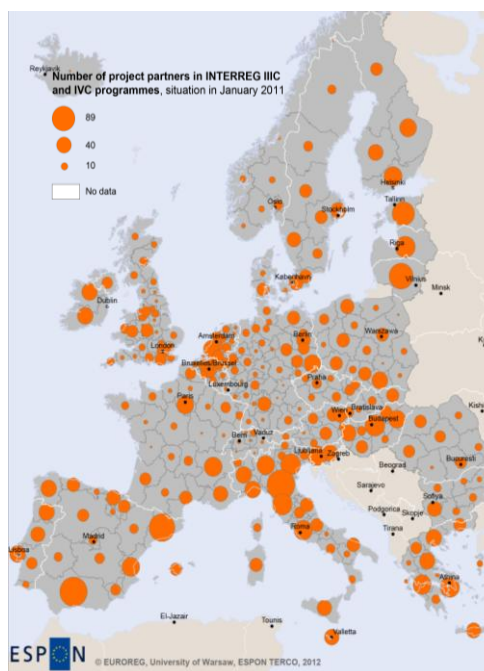 Reykjavik
Number of project partners in INTERREG IIIC
and IVC programmes, situation in January 2011
89
40
10
No data
Helsinki
Oslo
Tallinn
Stockholm
Riga
København
Vilnius
Minsk
Dublin
Amsterdam
Berlin
Warszawa
London
Bruxelles/Brussel
Praha
Luxembourg
Paris
Wien
Bratislava
Budapest
Kishi
Bern
Vaduz
Ljubljana
Zagreb
Beograd
Bucuresti
Sarajevo
Sofiya
Podgorica
Skopje
Roma
Tirana
Madrid
Lisboa
Athina
El-Jazair
Tounis
Valletta
ESPON
© EUROREG, University of Warsaw, ESPON TERCO, 2012